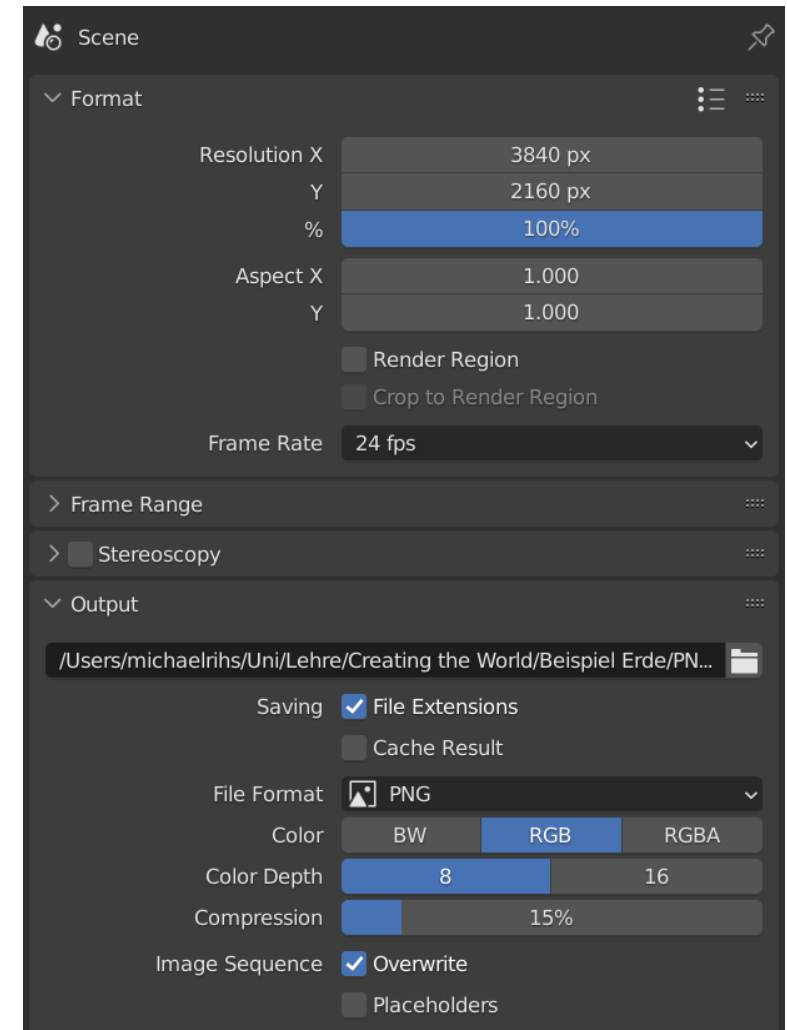 Scene
Format
Resolution X 3840 px
Y 2160 px
% 100%
Aspect X 1.000
Y 1.000
Render Region
Crop to Render Region
Frame Rate 24 fps
Frame Range
Stereoscopy
Output
/Users/michaelrihs/Uni/Lehre/Creating the World/Beispiel Erde/PN...
Saving File Extensions
Cache Result
File Format PNG
Color BW RGB RGBA
Color Depth 8 16
Compression 15%
Image Sequence Overwrite
Placeholders